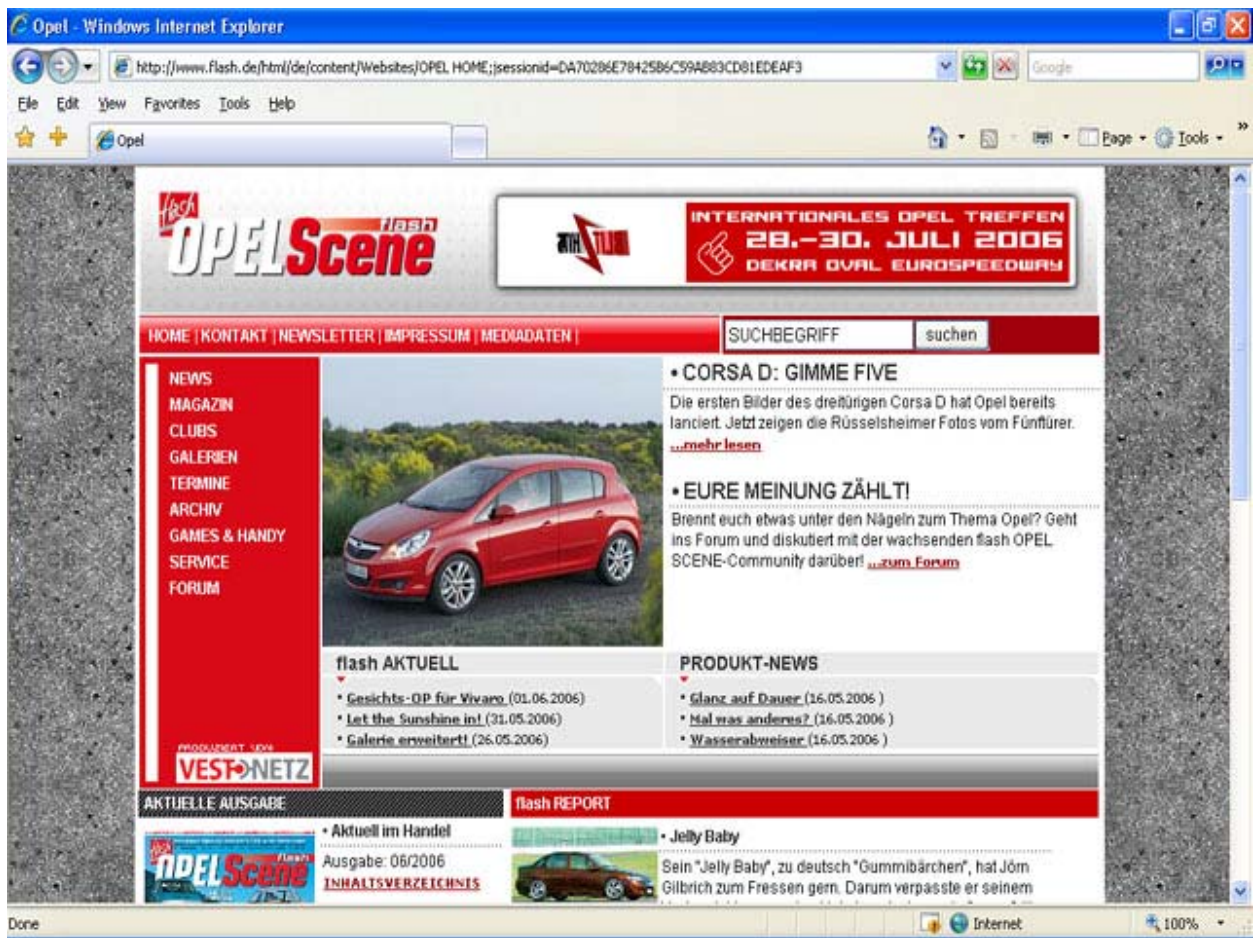 Opel - Windows Internet Explorer
http://www.flash.de/html/de/content/Websites/OPEL HOME;jsessionid=DA70286E78425B6C59AB83CD81EDEAF3
Google
File Edit View Favorites Tools Help
Opel
Page Tools
flash
OPEL Scene
flash
INTERNATIONALES OPEL TREFFEN
28.-30. JULI 2006
DEKRA OVAL EUROSPEEDWAY
HOME | KONTAKT | NEWSLETTER | IMPRESSUM | MEDIADATEN |
SUCHBEGRIFF
suchen
NEWS
MAGAZIN
CLUBS
GALERIEN
TERMINE
ARCHIV
GAMES & HANDY
SERVICE
FORUM
PRODUZIERT VON
VESTNETZ
• CORSA D: GIMME FIVE
Die ersten Bilder des dreitürigen Corsa D hat Opel bereits
lanciert. Jetzt zeigen die Rüsselsheimer Fotos vom Fünftürer.
...mehr lesen
• EURE MEINUNG ZÄHLT!
Brennt euch etwas unter den Nägeln zum Thema Opel? Geht
ins Forum und diskutiert mit der wachsenden flash OPEL
SCENE-Community darüber! ...zum Forum
flash AKTUELL
• Gesichts-OP für Vivaro (01.06.2006)
• Let the Sunshine in! (31.05.2006)
• Galerie erweitert! (26.05.2006)
PRODUKT-NEWS
• Glanz auf Dauer (16.05.2006 )
• Mal was anderes? (16.05.2006 )
• Wasserabweiser (16.05.2006 )
AKTUELLE AUSGABE
flash
OPEL Scene
flash
• Aktuell im Handel
Ausgabe: 06/2006
INHALTSVERZEICHNIS
flash REPORT
• Jelly Baby
Sein "Jelly Baby", zu deutsch "Gummibärchen", hat Jörn
Gilbrich zum Fressen gern. Darum verpasste er seinem
Done
Internet
100%